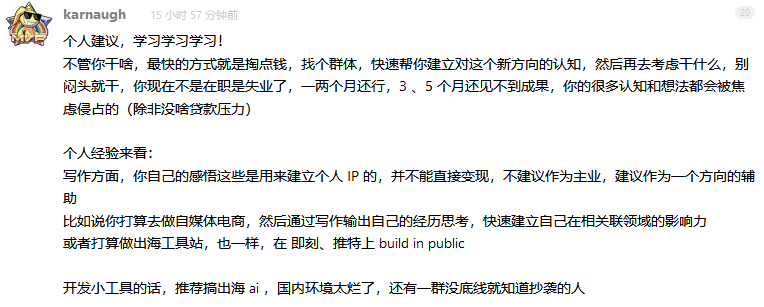 karnaugh 15 小时 57 分钟前 20
个人建议，学习学习学习！
不管你干啥，最快的方式就是掏点钱，找个群体，快速帮你建立对这个新方向的认知，然后再去考虑干什么，别
闷头就干，你现在不是在职是失业了，一两个月还行，3 、5 个月还见不到成果，你的很多认知和想法都会被焦
虑侵占的（除非没啥贷款压力）
个人经验来看：
写作方面，你自己的感悟这些是用来建立个人 IP 的，并不能直接变现，不建议作为主业，建议作为一个方向的辅
助
比如说你打算去做自媒体电商，然后通过写作输出自己的经历思考，快速建立自己在相关联领域的影响力
或者打算做出海工具站，也一样，在 即刻、推特上 build in public
开发小工具的话，推荐搞出海 ai ，国内环境太烂了，还有一群没底线就知道抄袭的人